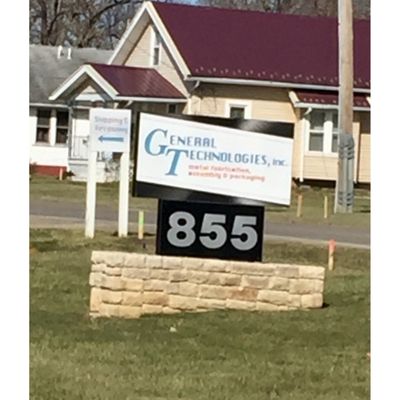 Shipping &
Receiving
GENERAL
TECHNOLOGIES, INC.
metal fabrication,
assembly & packaging
855